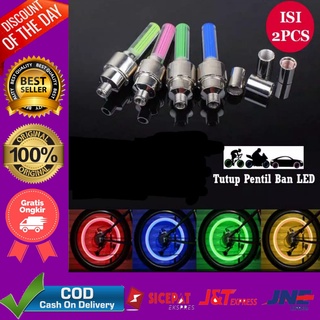 DISCOUNT
OF THE DAY
ISI
2PCS
BEST
SELLER
ORIGINAL
100%
ORIGINAL
Tutup Pentil Ban LED
Gratis
Ongkir
COD
Cash On Delivery
SICEPAT
EKSPRES
J&T EXPRESS
JNE